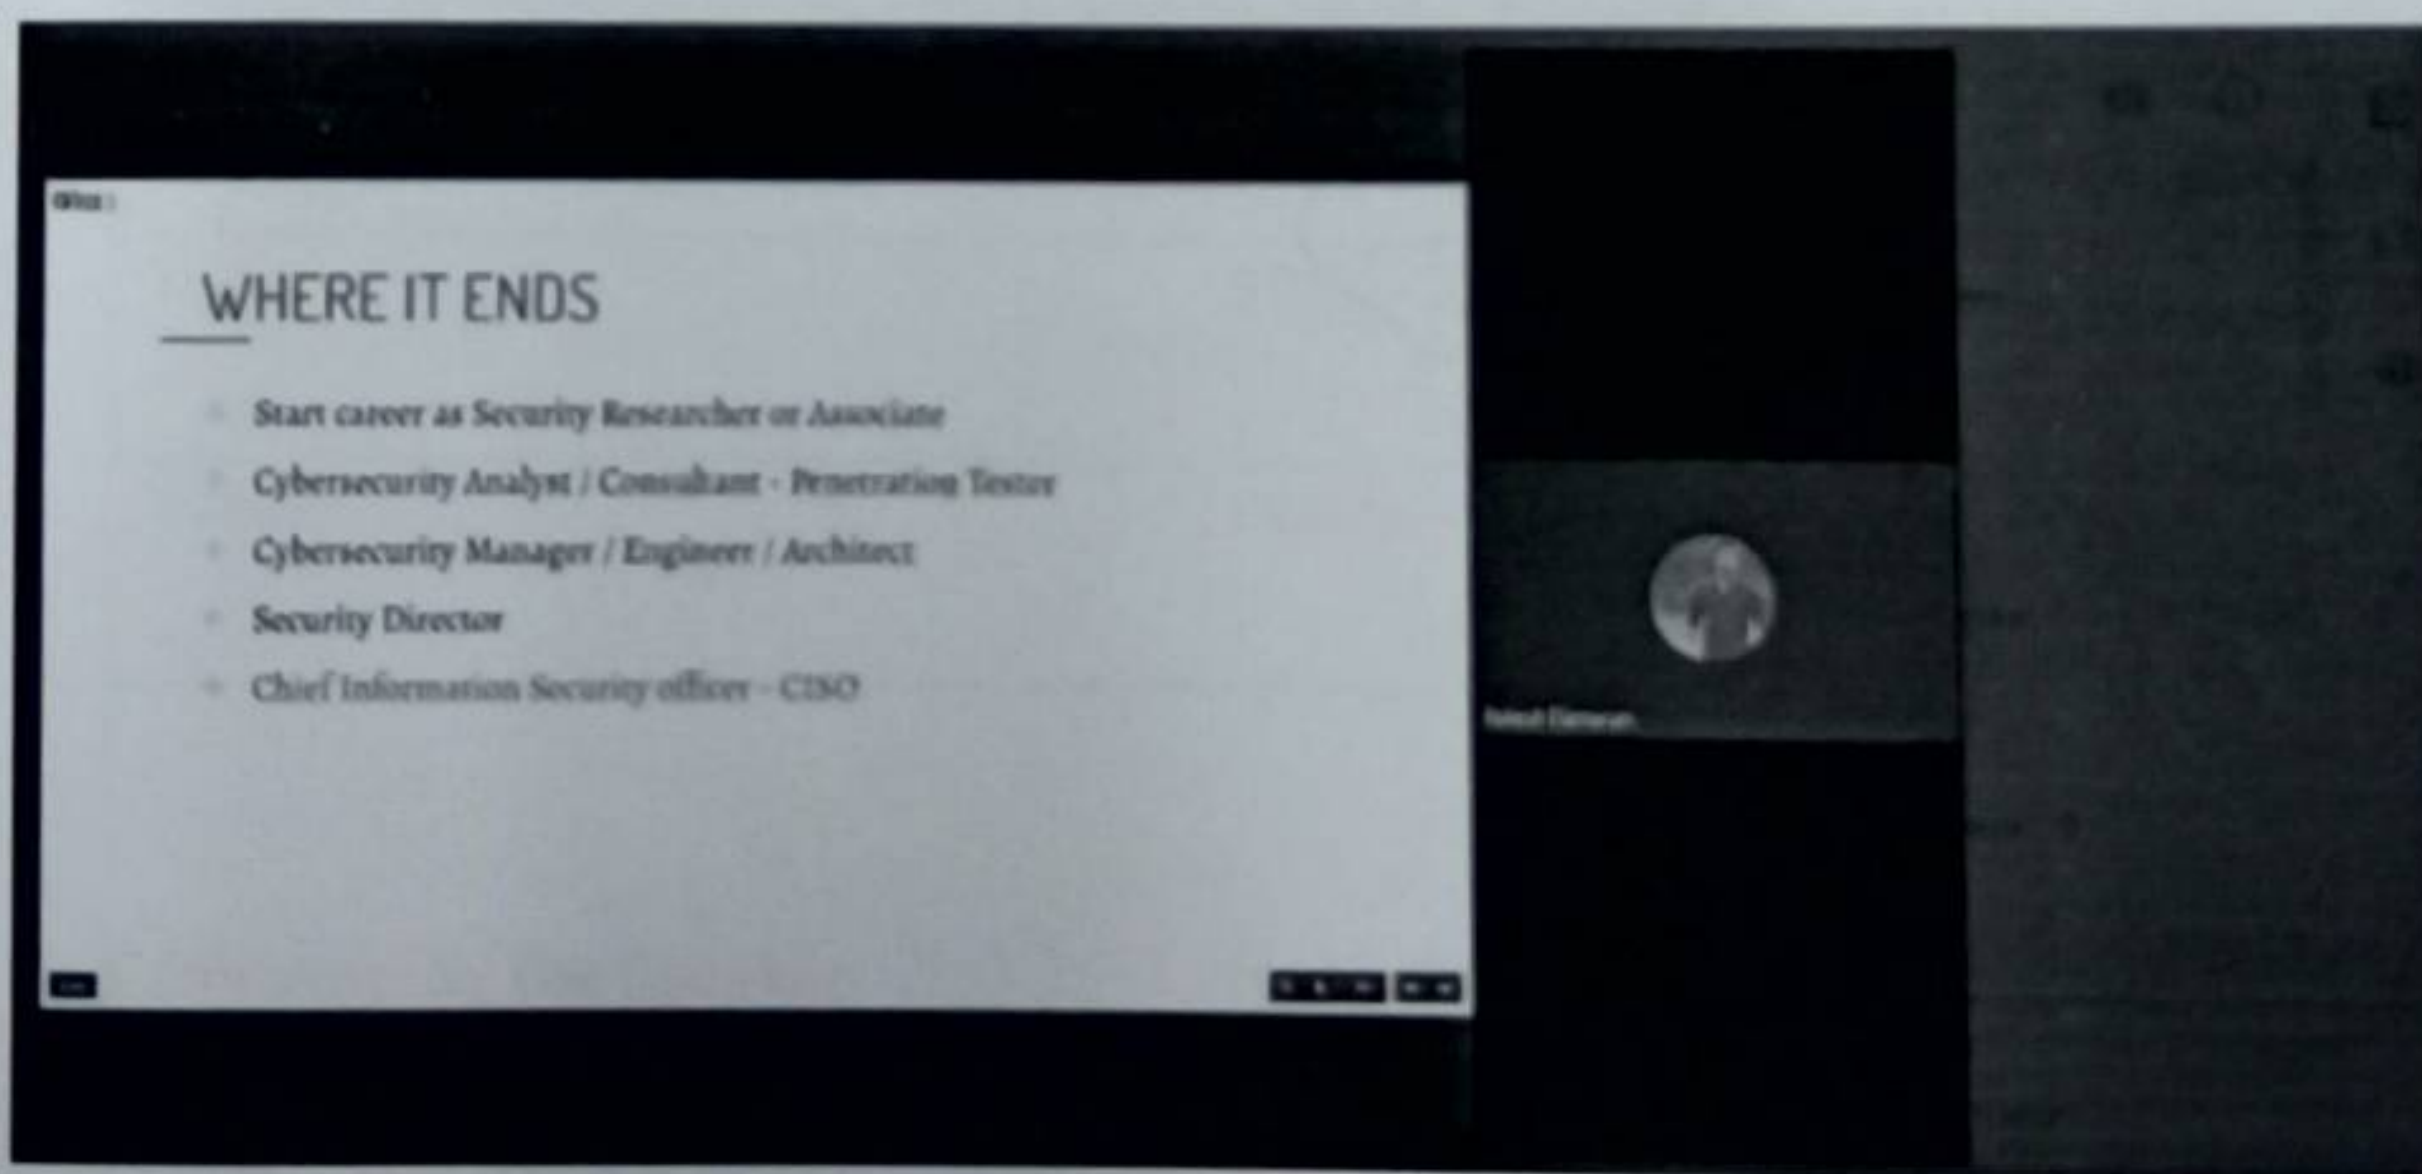 WHERE IT ENDS
Start career as Security Researcher or Associate
Cybersecurity Analyst / Consultant - Penetration Tester
Cybersecurity Manager / Engineer / Architect
Security Director
Chief Information Security officer - CISO